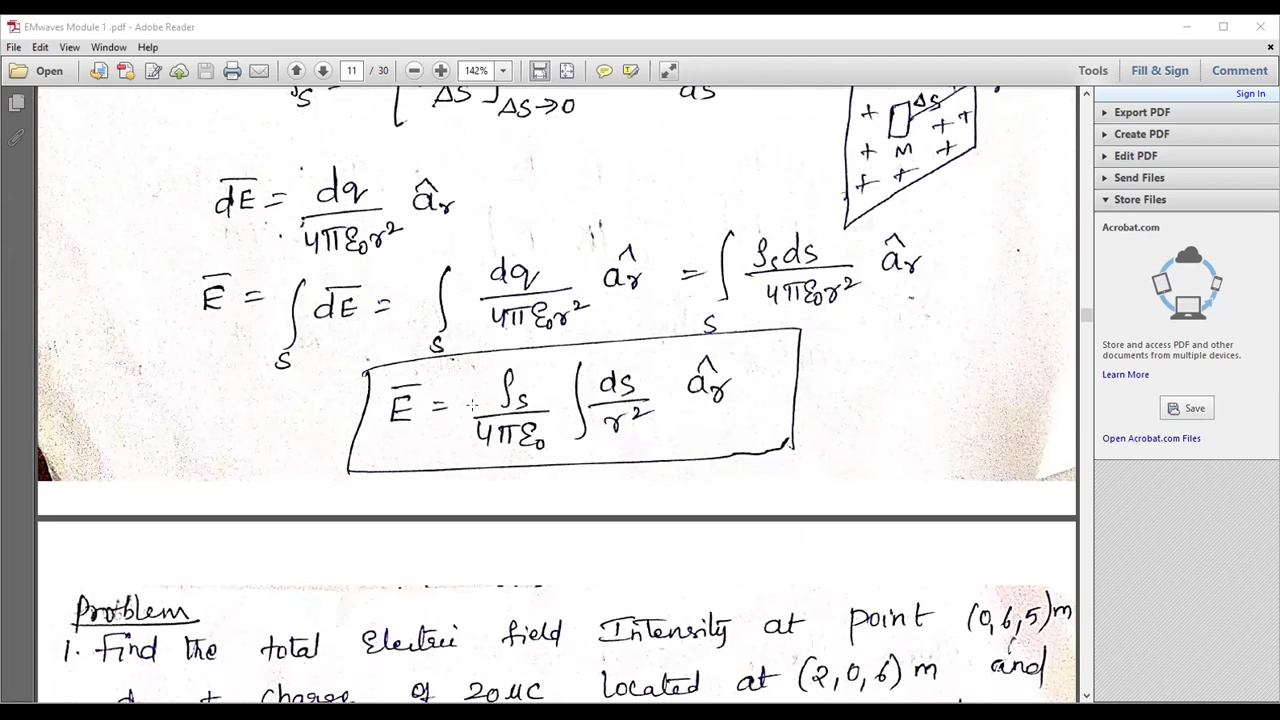 EMwaves Module 1 .pdf - Adobe Reader
File Edit View Window Help
Open 11 / 30 142% Tools Fill & Sign Comment
Sign In
Export PDF
Create PDF
Edit PDF
Send Files
Store Files
Acrobat.com
Store and access PDF and other
documents from multiple devices.
Learn More
Save
Open Acrobat.com Files
ΔS ΔS→0 ds
ΔS
+ + +
+ M +
+ +
dE̅ = dq / 4πε₀r² âr
E̅ = ∫S dE̅ = ∫S dq / 4πε₀r² âr = ∫S ρs ds / 4πε₀r² âr
E̅ = ρs / 4πε₀ ∫ ds / r² âr
Problem
1. Find the total Electric field Intensity at point (0,6,5)m
charge of 20μC located at (2,0,6) m and